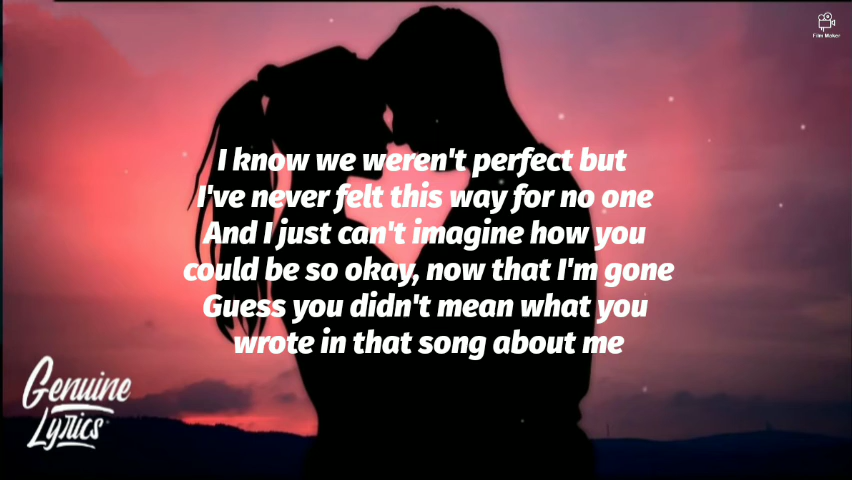 Film Maker
I know we weren't perfect but
I've never felt this way for no one
And I just can't imagine how you
could be so okay, now that I'm gone
Guess you didn't mean what you
wrote in that song about me
Genuine
Lyrics